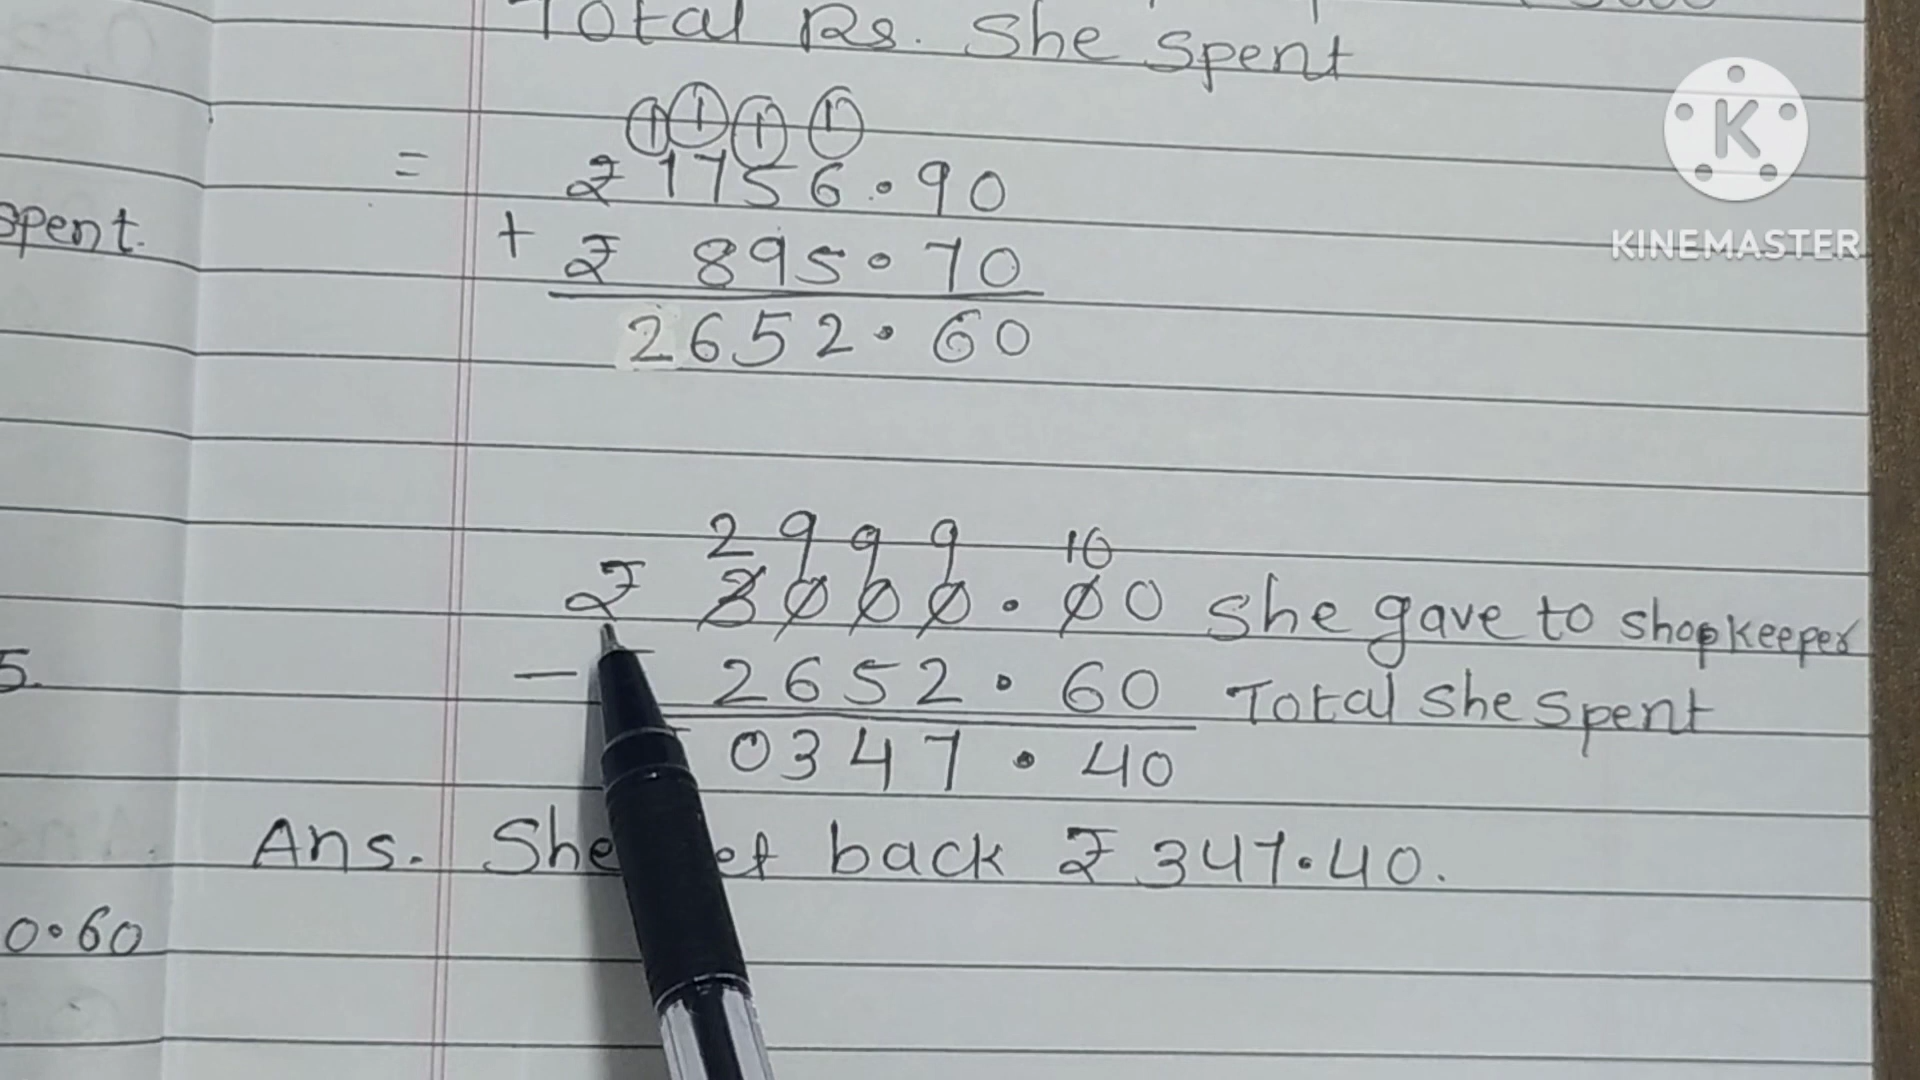 Total Rs. She Spent
① ① ① ①
= ₹ 1756.90
spent.
+ ₹ 895.70
2652.60
2 9 9 9 10
₹ 3000.00 She gave to shopkeeper
5.
- 2652.60 Total She Spent
0347.40
Ans. She back ₹ 347.40.
0.60
KINEMASTER